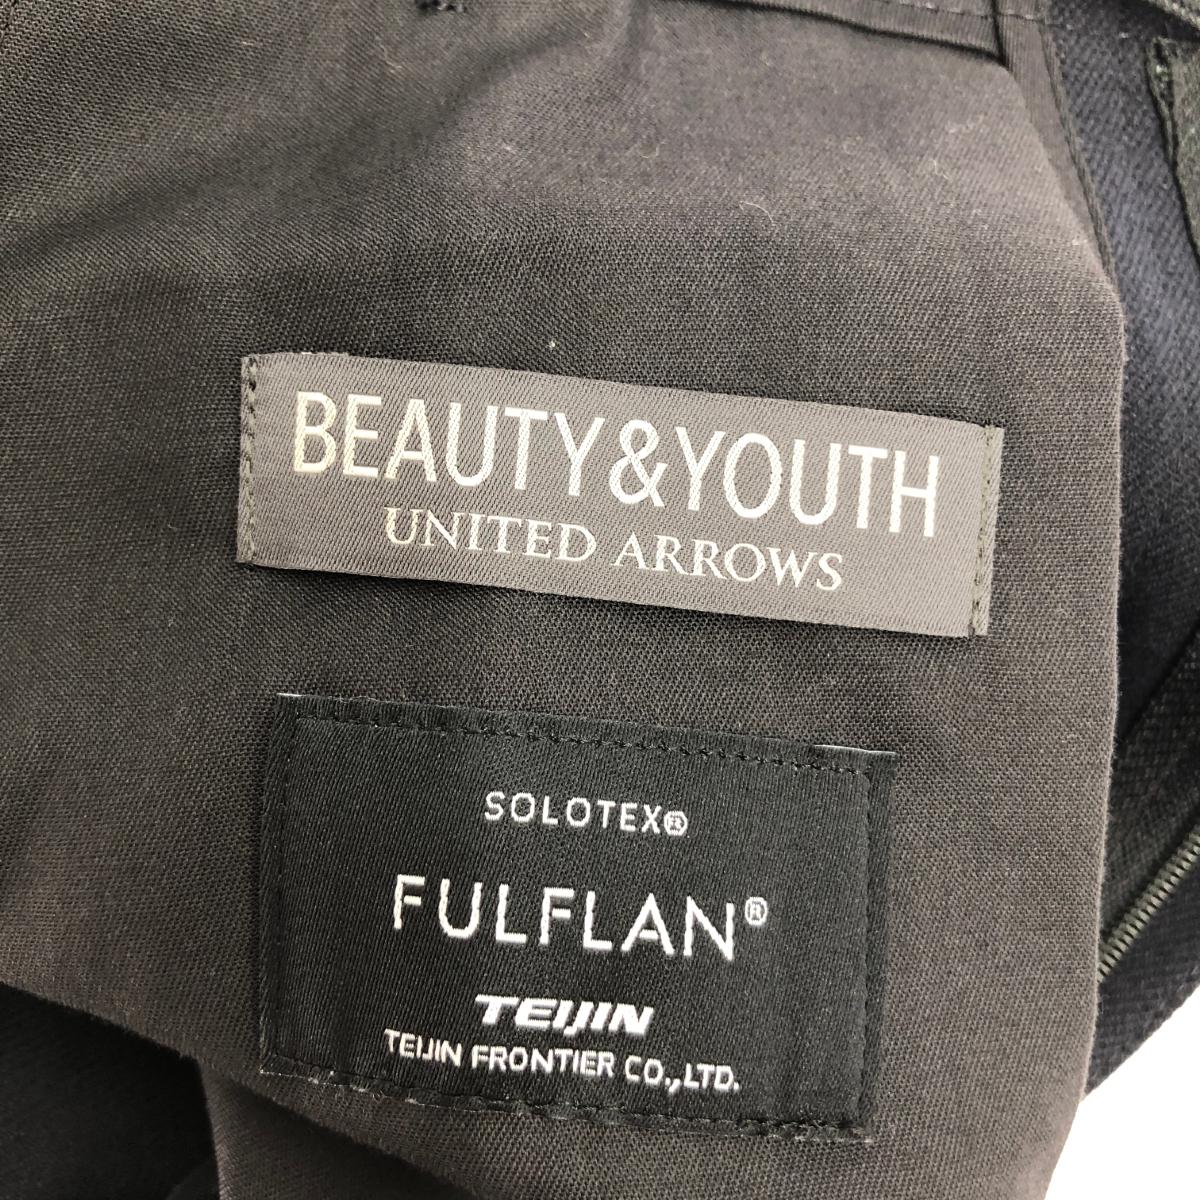 BEAUTY&YOUTH
UNITED ARROWS
SOLOTEX®
FULFLAN®
TEIJIN
TEIJIN FRONTIER CO.,LTD.